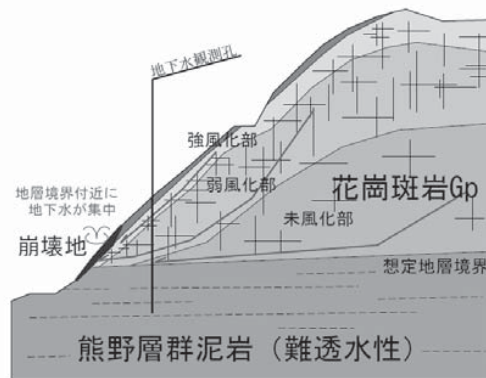 地下水観測孔
強風化部
弱風化部
地層境界付近に
地下水が集中
花崗斑岩Gp
未風化部
崩壊地
想定地層境界
熊野層群泥岩（難透水性）